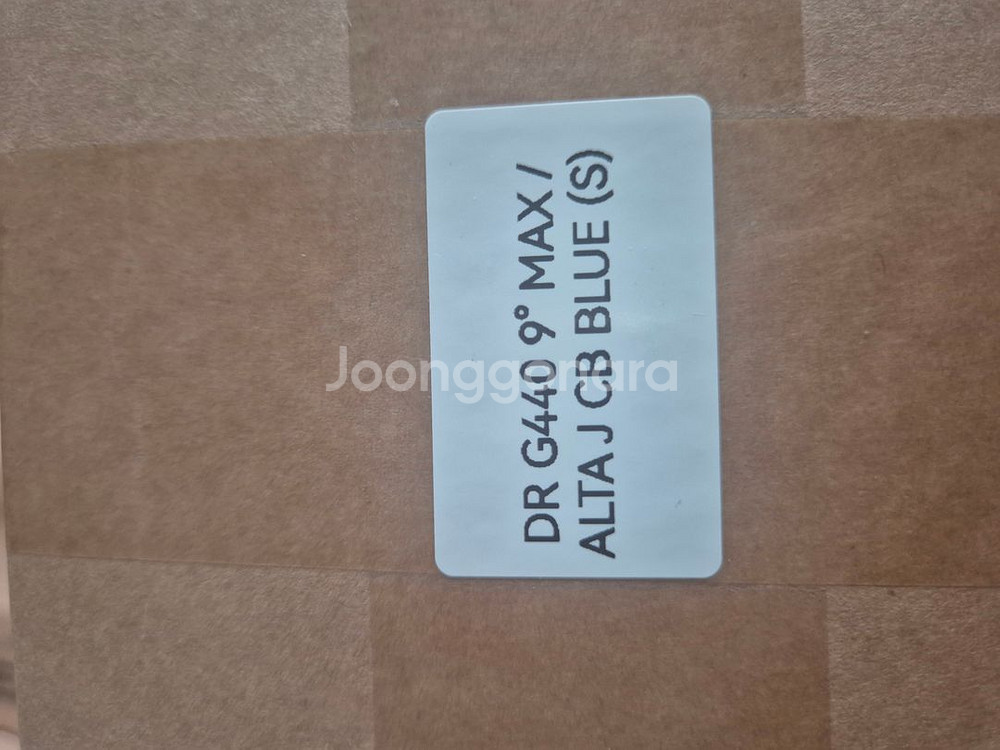 DR G440 9° MAX /
ALTA J CB BLUE (S)
Joonggonara